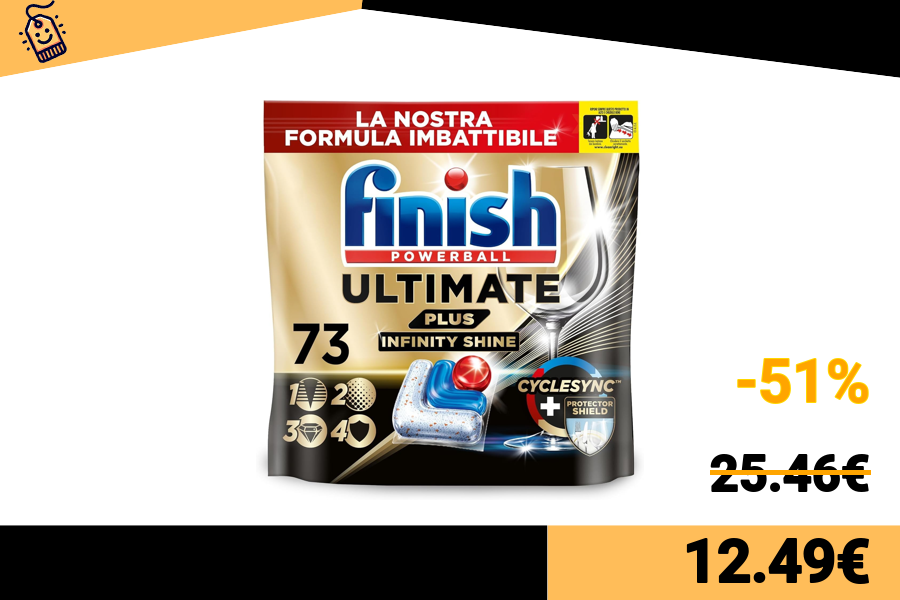 LA NOSTRA
FORMULA IMBATTIBILE
finish
POWERBALL
ULTIMATE
PLUS
INFINITY SHINE
73
1 2
3 4
CYCLESYNC™
+ PROTECTOR
SHIELD
-51%
25.46€
12.49€